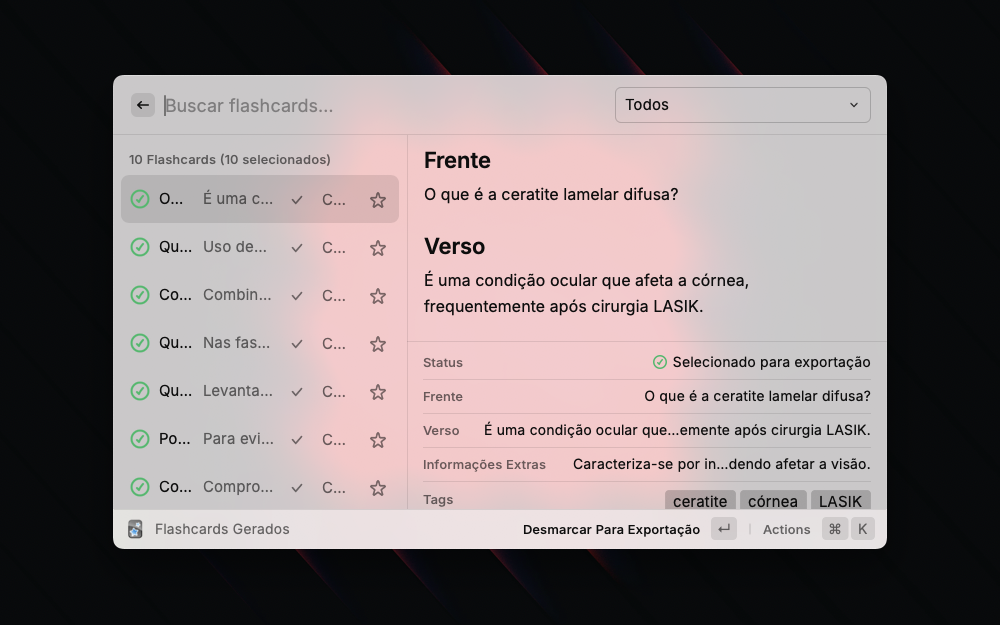 Buscar flashcards...
Todos
10 Flashcards (10 selecionados)
O... É uma c... C...
Qu... Uso de... C...
Co... Combin... C...
Qu... Nas fas... C...
Qu... Levanta... C...
Po... Para evi... C...
Co... Compro... C...
Frente
O que é a ceratite lamelar difusa?
Verso
É uma condição ocular que afeta a córnea,
frequentemente após cirurgia LASIK.
Status Selecionado para exportação
Frente O que é a ceratite lamelar difusa?
Verso É uma condição ocular que...emente após cirurgia LASIK.
Informações Extras Caracteriza-se por in...dendo afetar a visão.
Tags ceratite córnea LASIK
Flashcards Gerados Desmarcar Para Exportação ↵ Actions ⌘ K